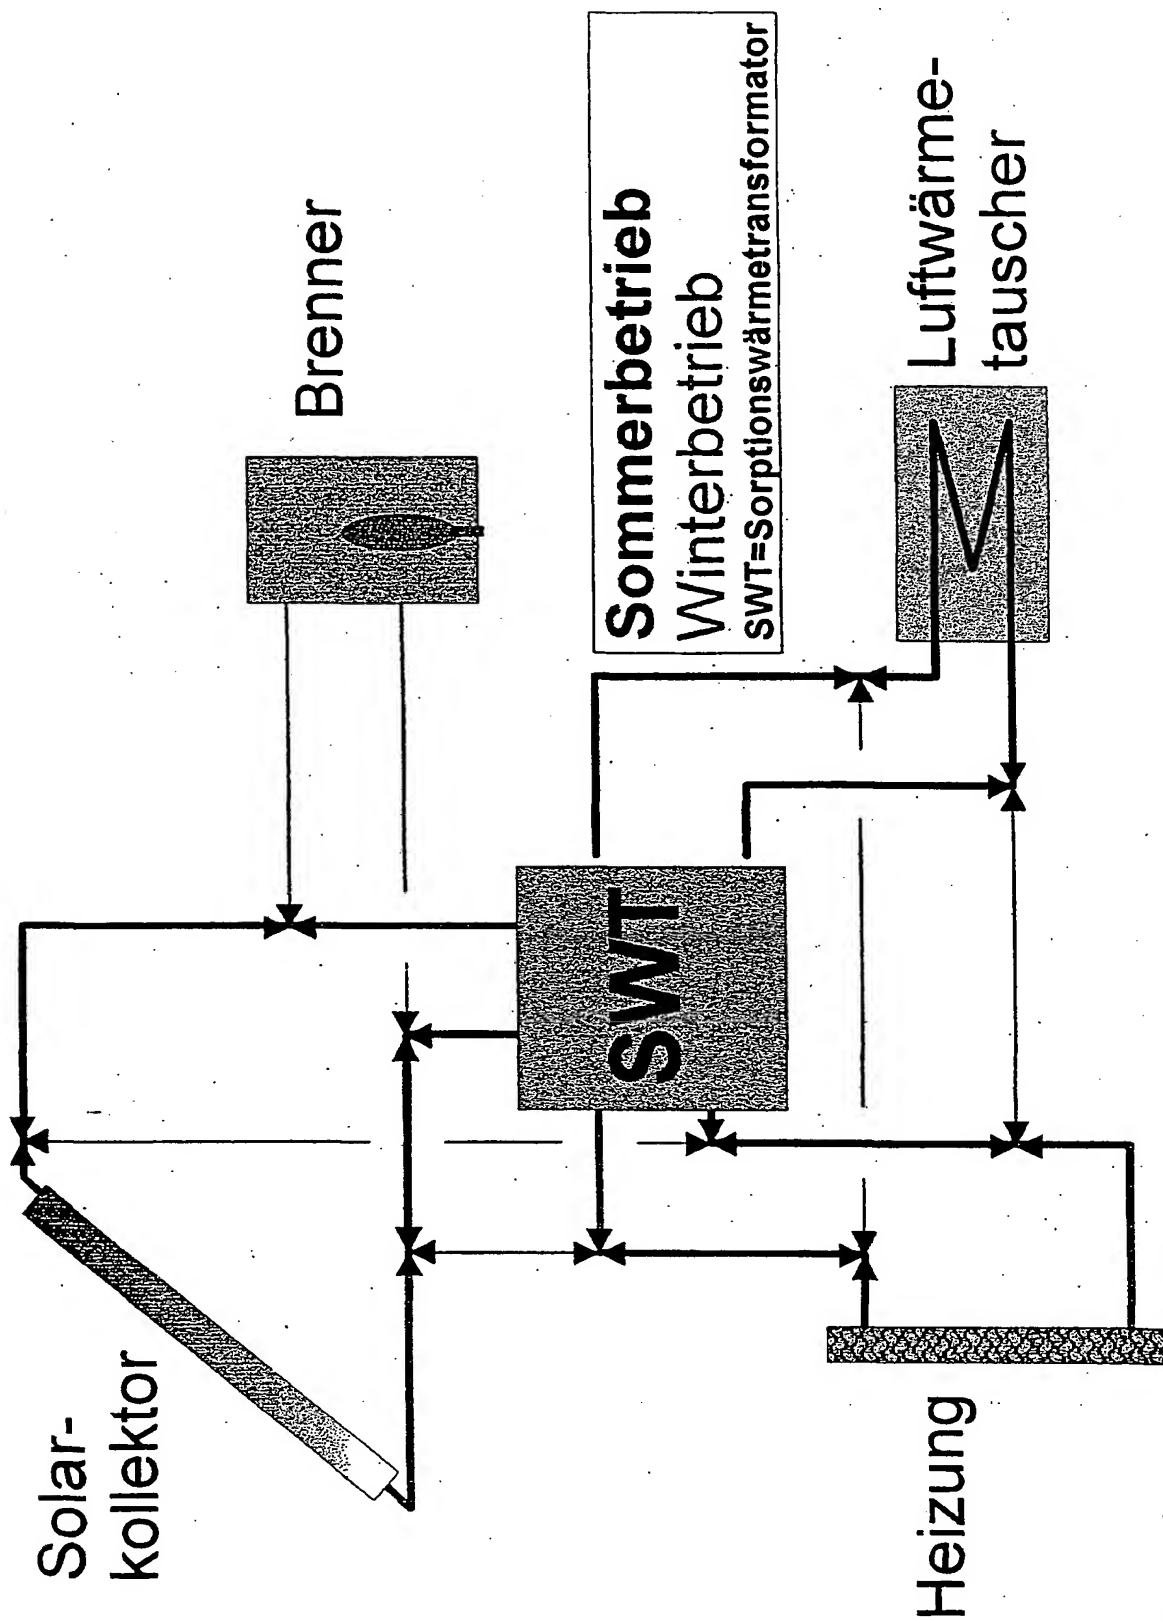 Solar-
kollektor
Brenner
SWT
Sommerbetrieb
Winterbetrieb
SWT=Sorptionswärmetransformator
Heizung
Luftwärme-
tauscher